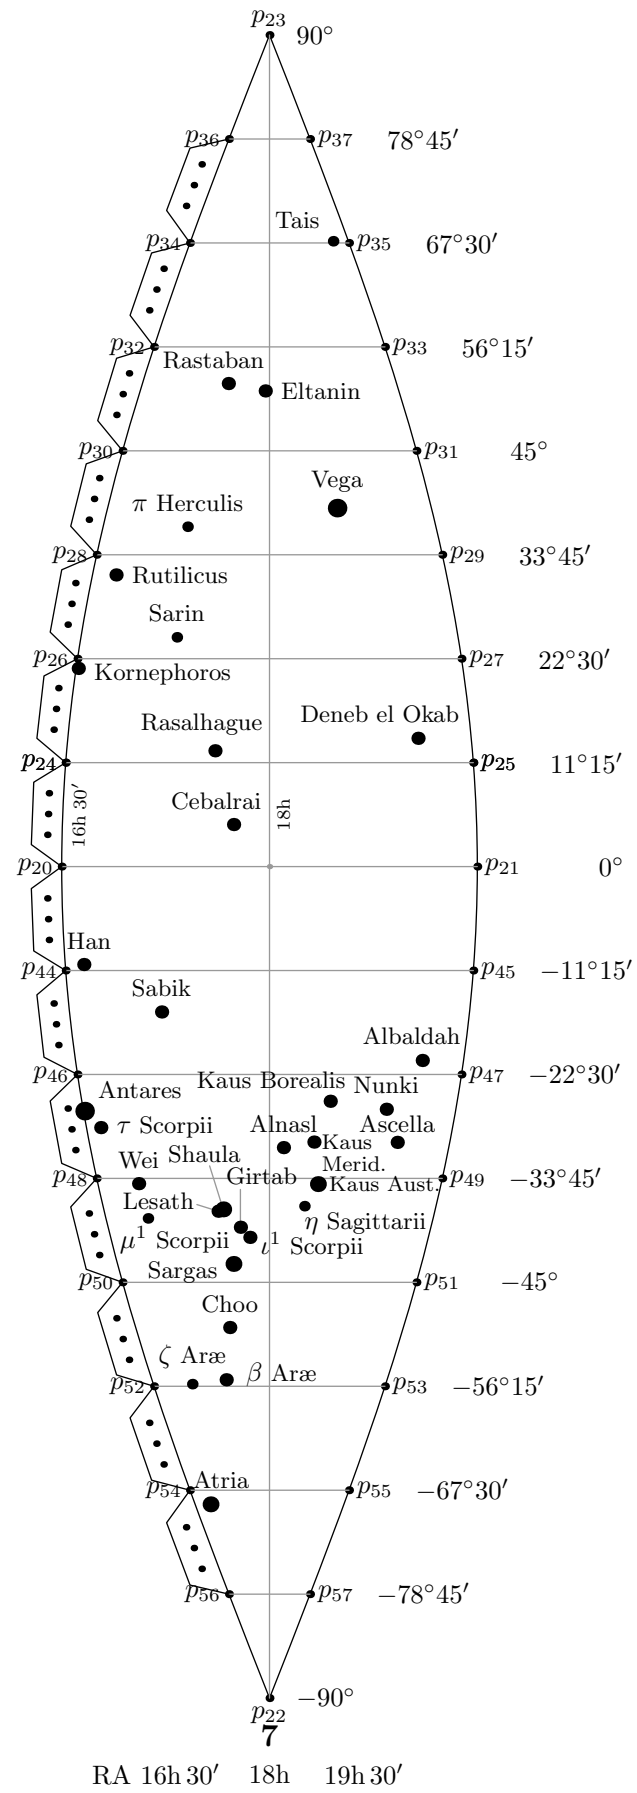 p23 90°
p36 p37 78°45′
Tais
p34 p35 67°30′
p32 p33 56°15′
Rastaban
Eltanin
p30 p31 45°
Vega
π Herculis
p28 p29 33°45′
Rutilicus
Sarin
p26 p27 22°30′
Kornephoros
Deneb el Okab
Rasalhague
p24 p25 11°15′
16h 30′
18h
Cebalrai
p20 p21 0°
Han
p44 p45 −11°15′
Sabik
Albaldah
p46 p47 −22°30′
Kaus Borealis
Nunki
Antares
τ Scorpii
Alnasl
Ascella
Kaus
Merid.
Shaula
Wei
Girtab
p48 p49 −33°45′
Kaus Aust.
Lesath
η Sagittarii
μ¹ Scorpii
ι¹ Scorpii
Sargas
p50 p51 −45°
Choo
ζ Aræ
β Aræ
p52 p53 −56°15′
Atria
p54 p55 −67°30′
p56 p57 −78°45′
−90°
p22
7
RA 16h 30′ 18h 19h 30′